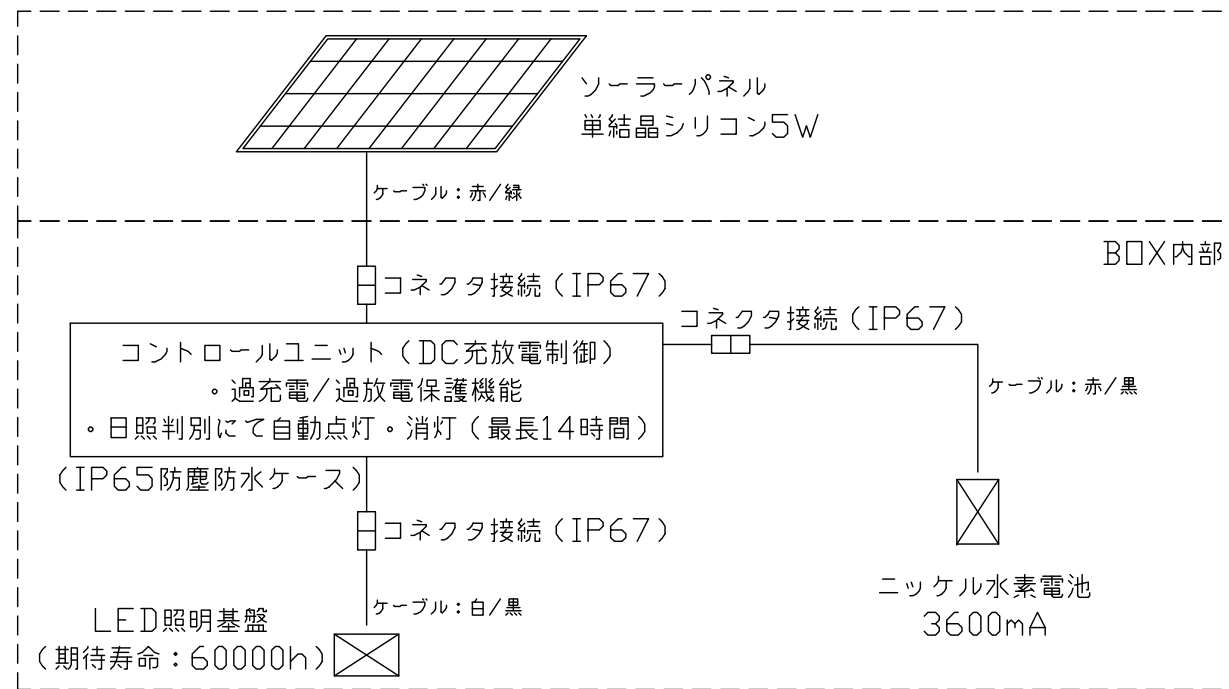 ソーラーパネル
単結晶シリコン5W
ケーブル：赤/緑
BOX内部
コネクタ接続（IP67）
コネクタ接続（IP67）
コントロールユニット（DC充放電制御）
・過充電/過放電保護機能
・日照判別にて自動点灯・消灯（最長14時間）
ケーブル：赤/黒
（IP65防塵防水ケース）
コネクタ接続（IP67）
ニッケル水素電池
3600mA
ケーブル：白/黒
LED照明基盤
（期待寿命：60000h）